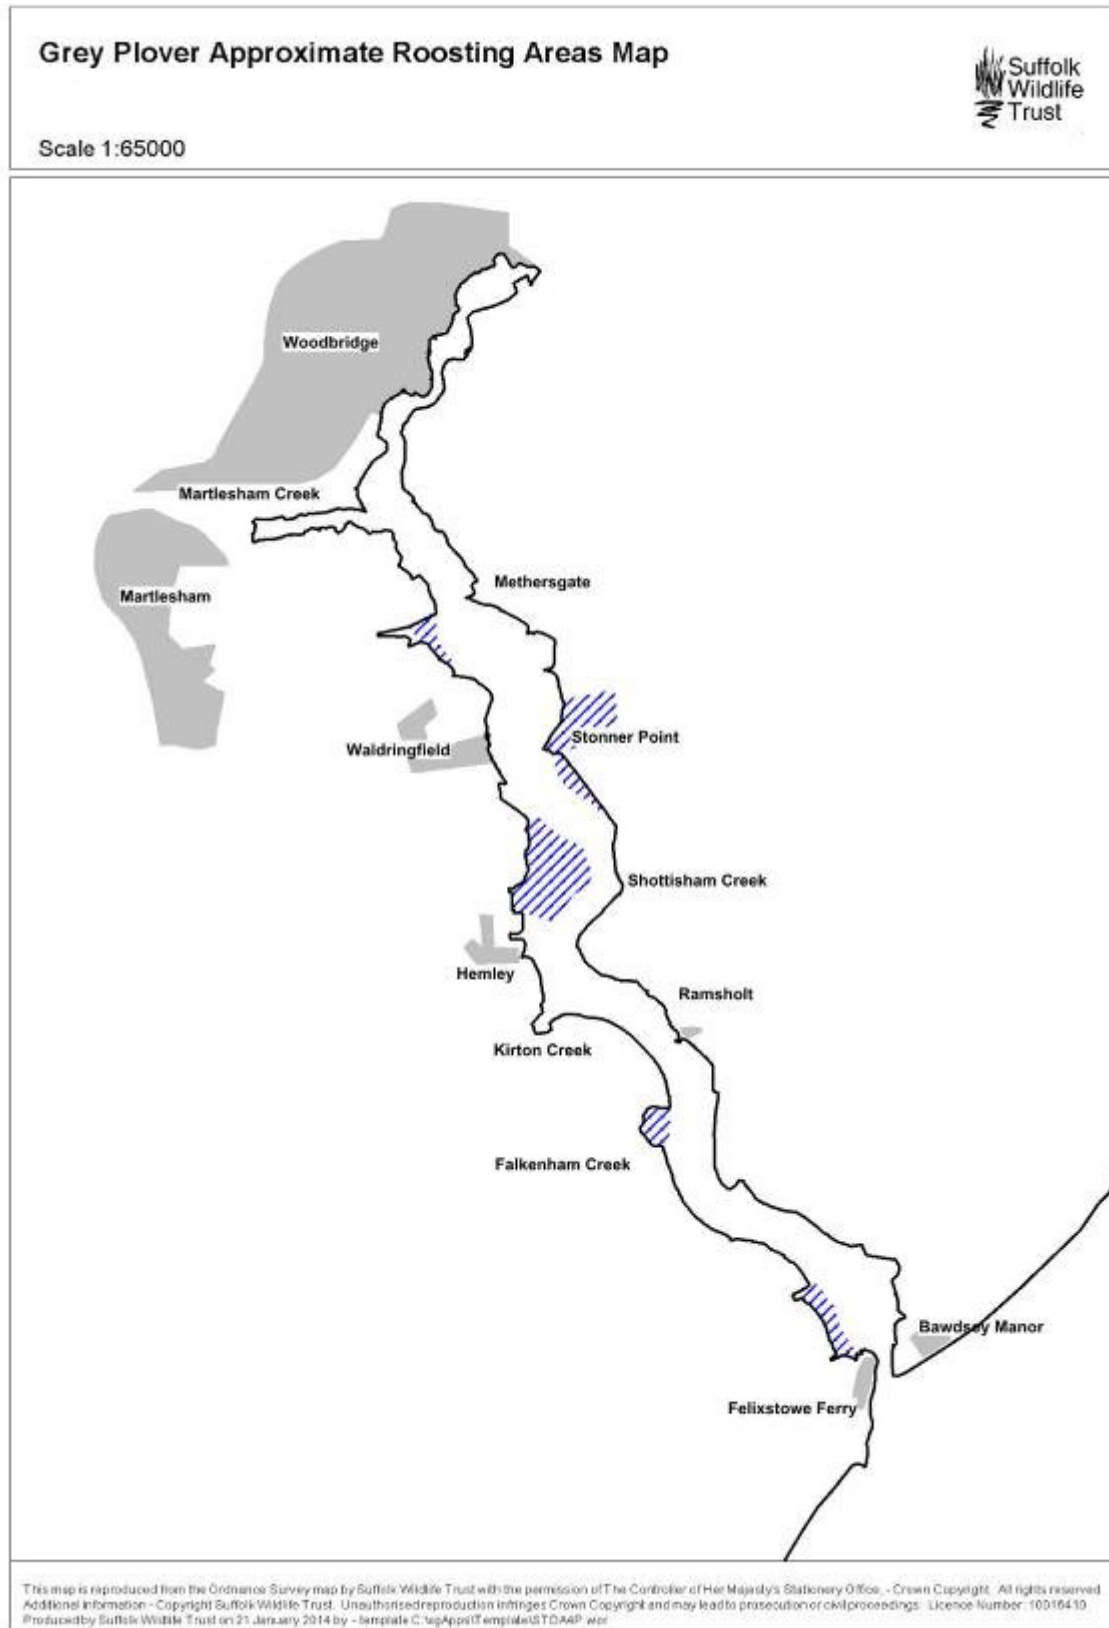 Grey Plover Approximate Roosting Areas Map
Suffolk
Wildlife
Trust
Scale 1:65000
Woodbridge
Martlesham Creek
Methersgate
Martlesham
Stonner Point
Waldringfield
Shottisham Creek
Hemley
Ramsholt
Kirton Creek
Falkenham Creek
Bawdsey Manor
Felixstowe Ferry
This map is reproduced from the Ordnance Survey map by Suffolk Wildlife Trust with the permission of The Controller of Her Majesty's Stationery Office, - Crown Copyright. All rights reserved
Additional Information - Copyright Suffolk Wildlife Trust. Unauthorised reproduction infringes Crown Copyright and may lead to prosecution or civil proceedings. Licence Number: 10016410
Produced by Suffolk Wildlife Trust on 21 January 2014 by - template